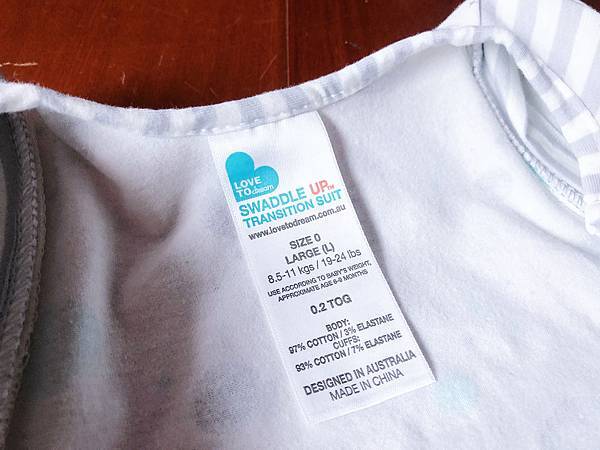 LOVE
TO dream
SWADDLE UP™
TRANSITION SUIT
www.lovetodream.com.au
SIZE 0
LARGE (L)
8.5-11 kgs / 19-24 lbs
USE ACCORDING TO BABY'S WEIGHT,
APPROXIMATE AGE 6-9 MONTHS
0.2 TOG
BODY:
97% COTTON / 3% ELASTANE
CUFFS:
93% COTTON / 7% ELASTANE
DESIGNED IN AUSTRALIA
MADE IN CHINA